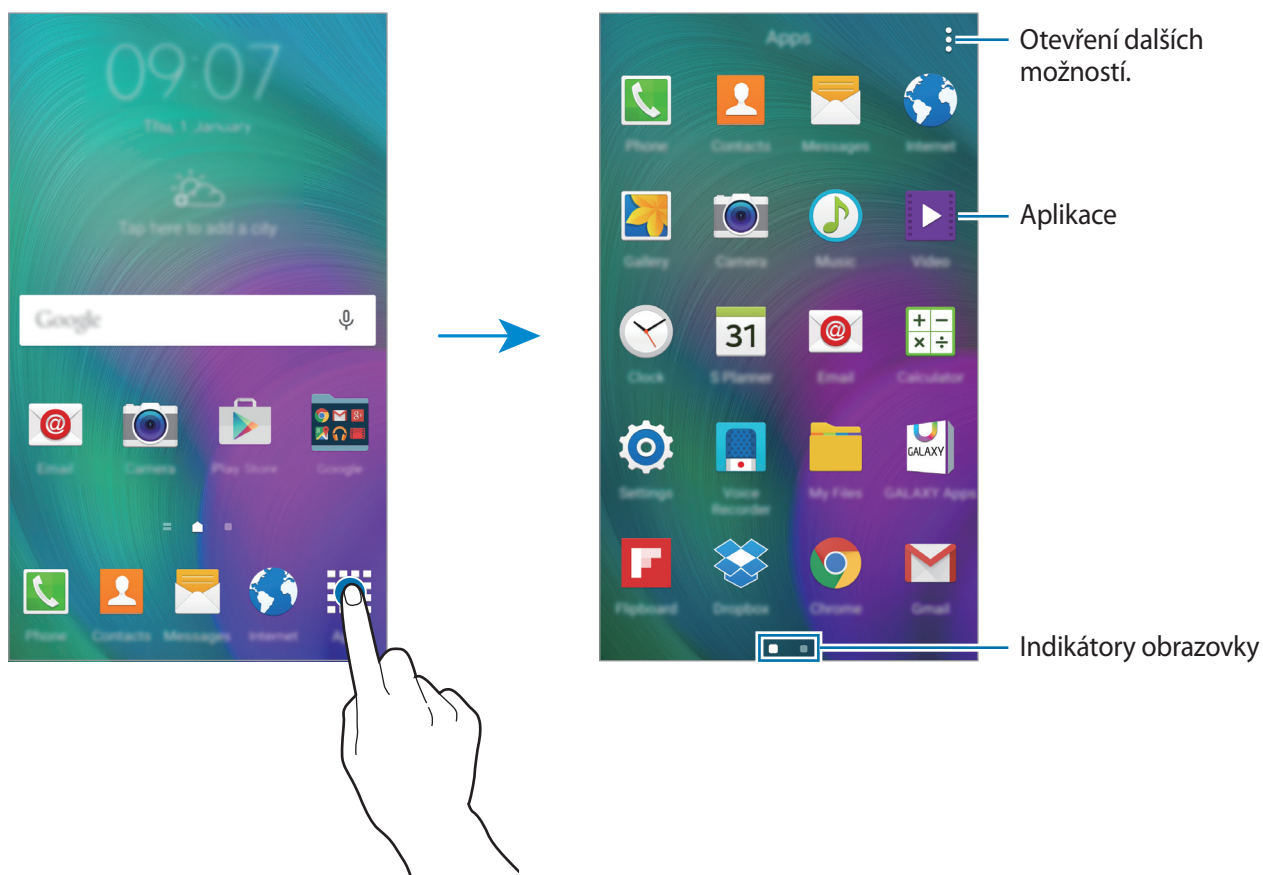 09:07
Thu, 1 January
Tap here to add a city
Google
Email
Camera
Play Store
Google
Phone
Contacts
Messages
Internet
Apps
Otevření dalších
možností.
Phone
Contacts
Messages
Internet
Gallery
Camera
Music
Video
Aplikace
31
Clock
S Planner
Email
Calculator
GALAXY
Settings
Voice
Recorder
My Files
GALAXY Apps
Flipboard
Dropbox
Chrome
Gmail
Indikátory obrazovky